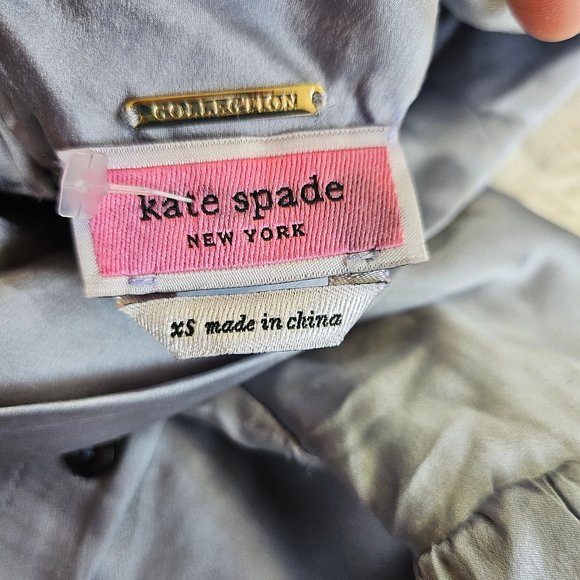 COLLECTION
kate spade
NEW YORK
XS made in china